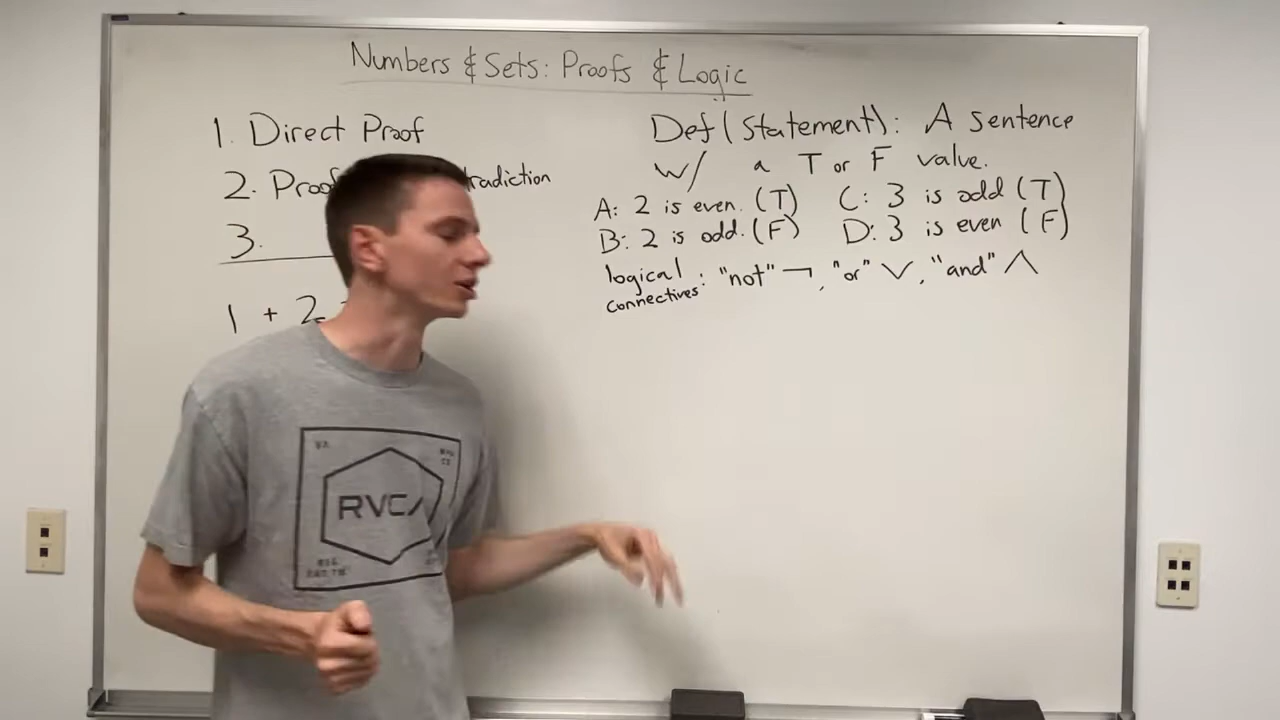 Numbers & Sets: Proofs & Logic
1. Direct Proof
2. Proof tradiction
3.
1 + 2
Def (Statement): A sentence
w/ a T or F value.
A: 2 is even. (T) C: 3 is odd (T)
B: 2 is odd. (F) D: 3 is even (F)
logical connectives: "not" ¬, "or" ∨, "and" ∧
RVCA